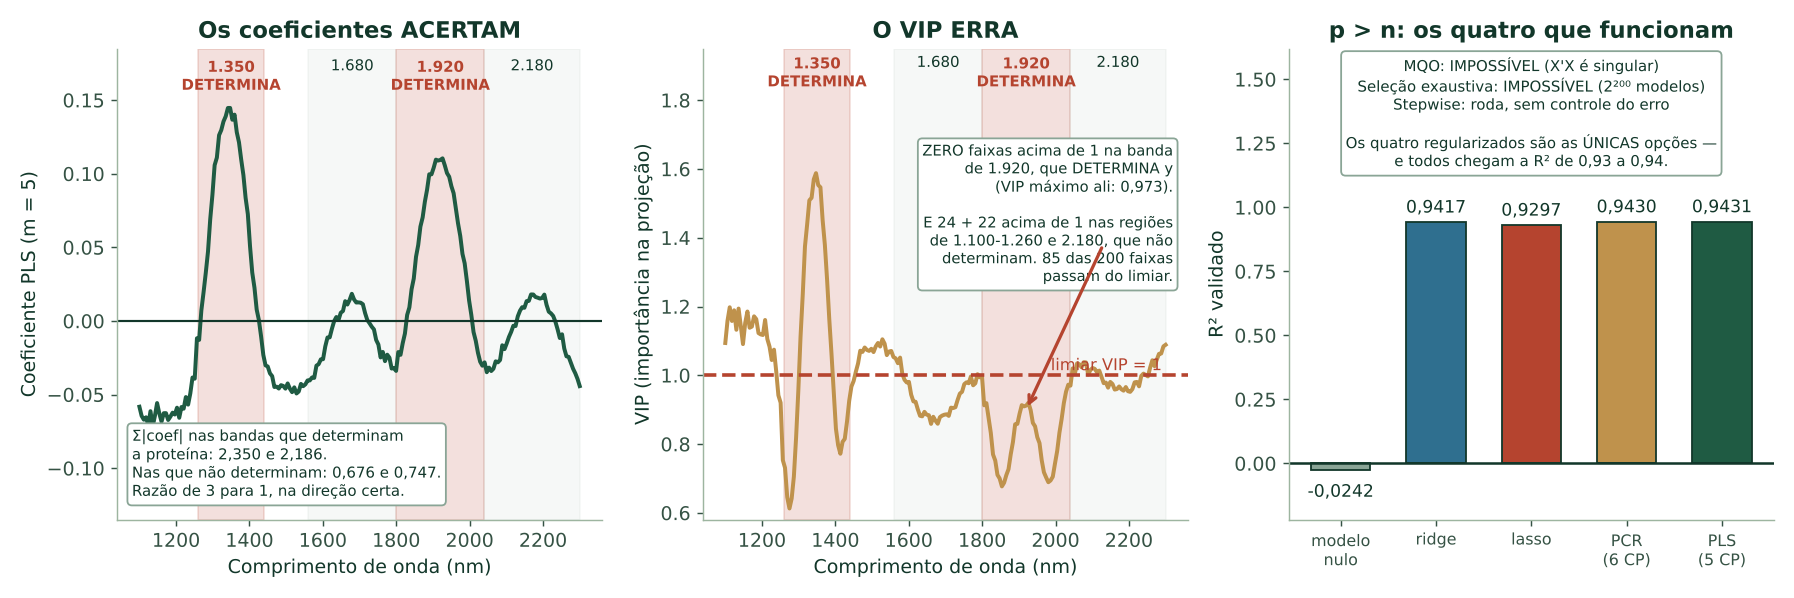 Os coeficientes ACERTAM
1.350
DETERMINA
1.680
1.920
DETERMINA
2.180
0.15
0.10
0.05
0.00
−0.05
−0.10
Coeficiente PLS (m = 5)
Σ|coef| nas bandas que determinam
a proteína: 2,350 e 2,186.
Nas que não determinam: 0,676 e 0,747.
Razão de 3 para 1, na direção certa.
1200
1400
1600
1800
2000
2200
Comprimento de onda (nm)
O VIP ERRA
1.350
DETERMINA
1.680
1.920
DETERMINA
2.180
1.8
1.6
1.4
1.2
1.0
0.8
0.6
VIP (importância na projeção)
ZERO faixas acima de 1 na banda
de 1.920, que DETERMINA y
(VIP máximo ali: 0,973).
E 24 + 22 acima de 1 nas regiões
de 1.100-1.260 e 2.180, que não
determinam. 85 das 200 faixas
passam do limiar.
limiar VIP = 1
1200
1400
1600
1800
2000
2200
Comprimento de onda (nm)
p > n: os quatro que funcionam
MQO: IMPOSSÍVEL (X'X é singular)
Seleção exaustiva: IMPOSSÍVEL (2²⁰⁰ modelos)
Stepwise: roda, sem controle do erro
Os quatro regularizados são as ÚNICAS opções —
e todos chegam a R² de 0,93 a 0,94.
1.50
1.25
1.00
0.75
0.50
0.25
0.00
R² validado
-0,0242
0,9417
0,9297
0,9430
0,9431
modelo
nulo
ridge
lasso
PCR
(6 CP)
PLS
(5 CP)